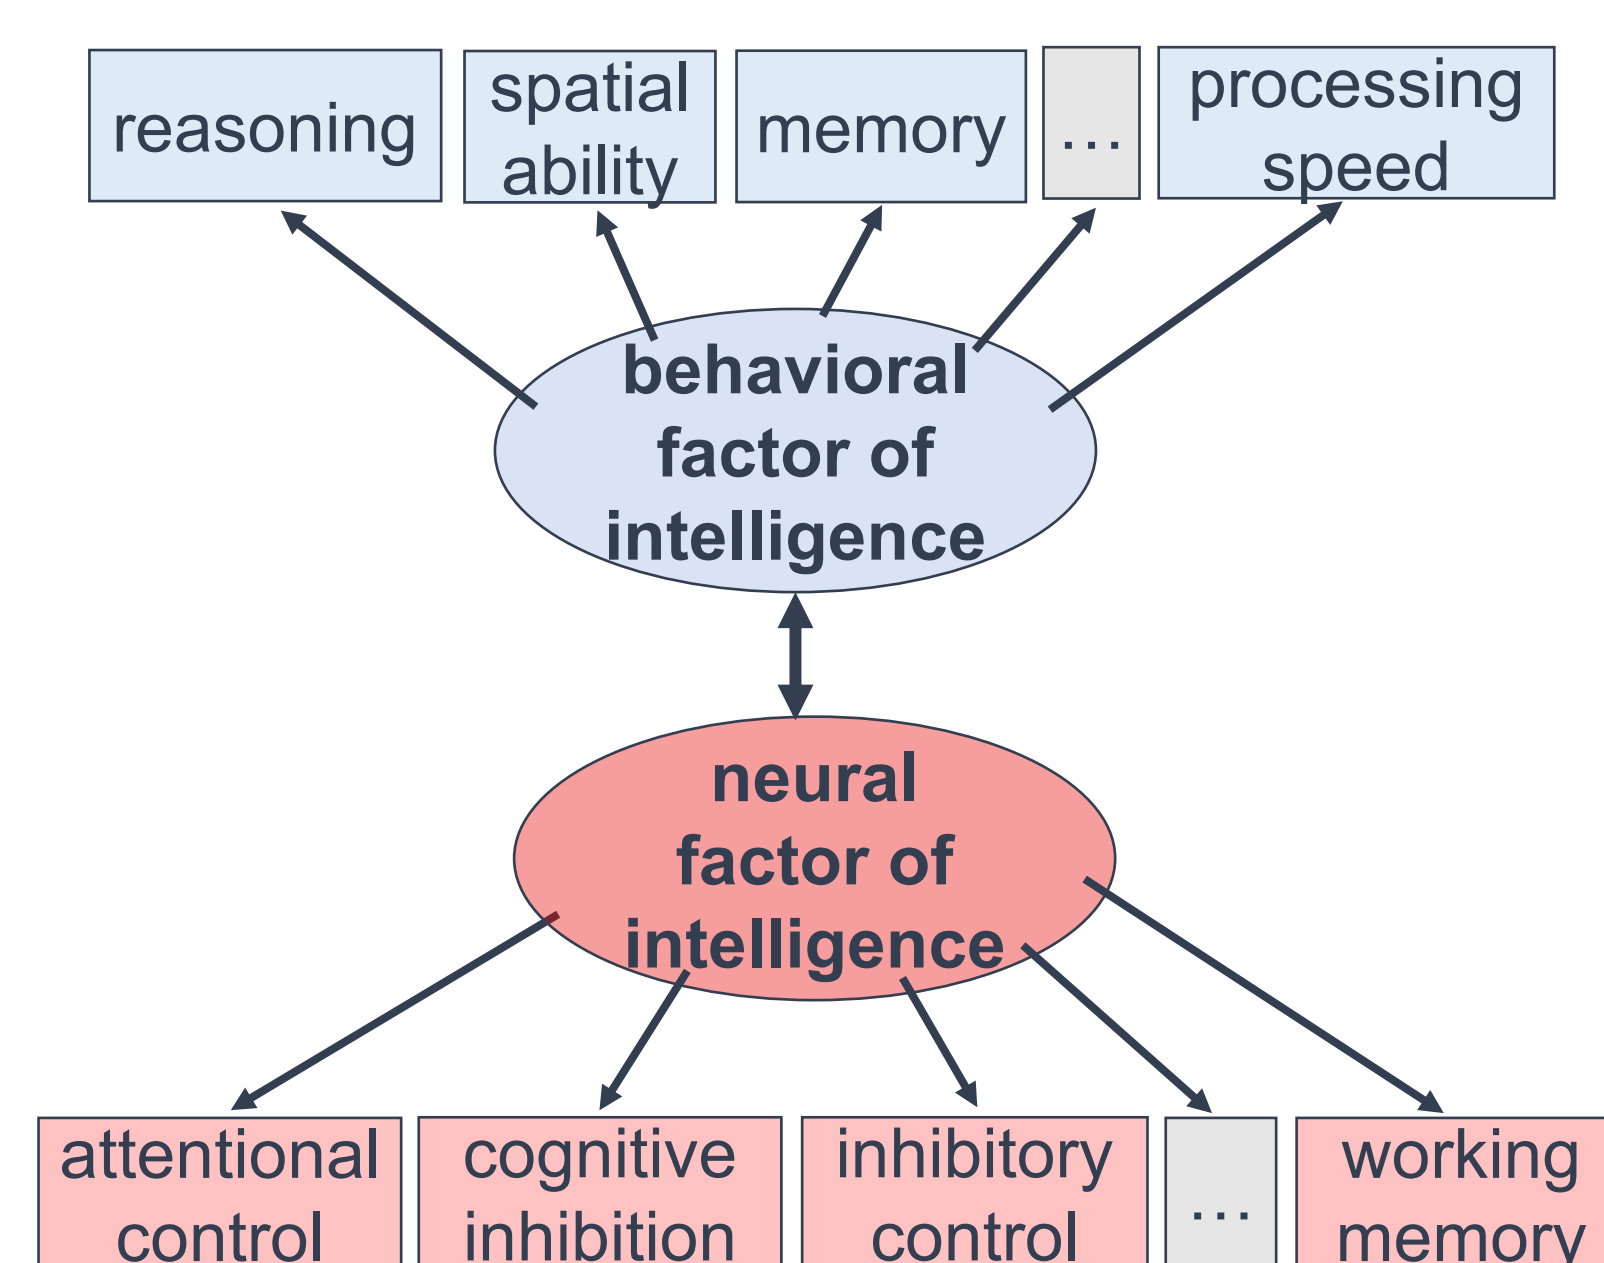 reasoning
spatial
ability
memory
…
processing
speed
behavioral
factor of
intelligence
neural
factor of
intelligence
attentional
control
cognitive
inhibition
inhibitory
control
…
working
memory